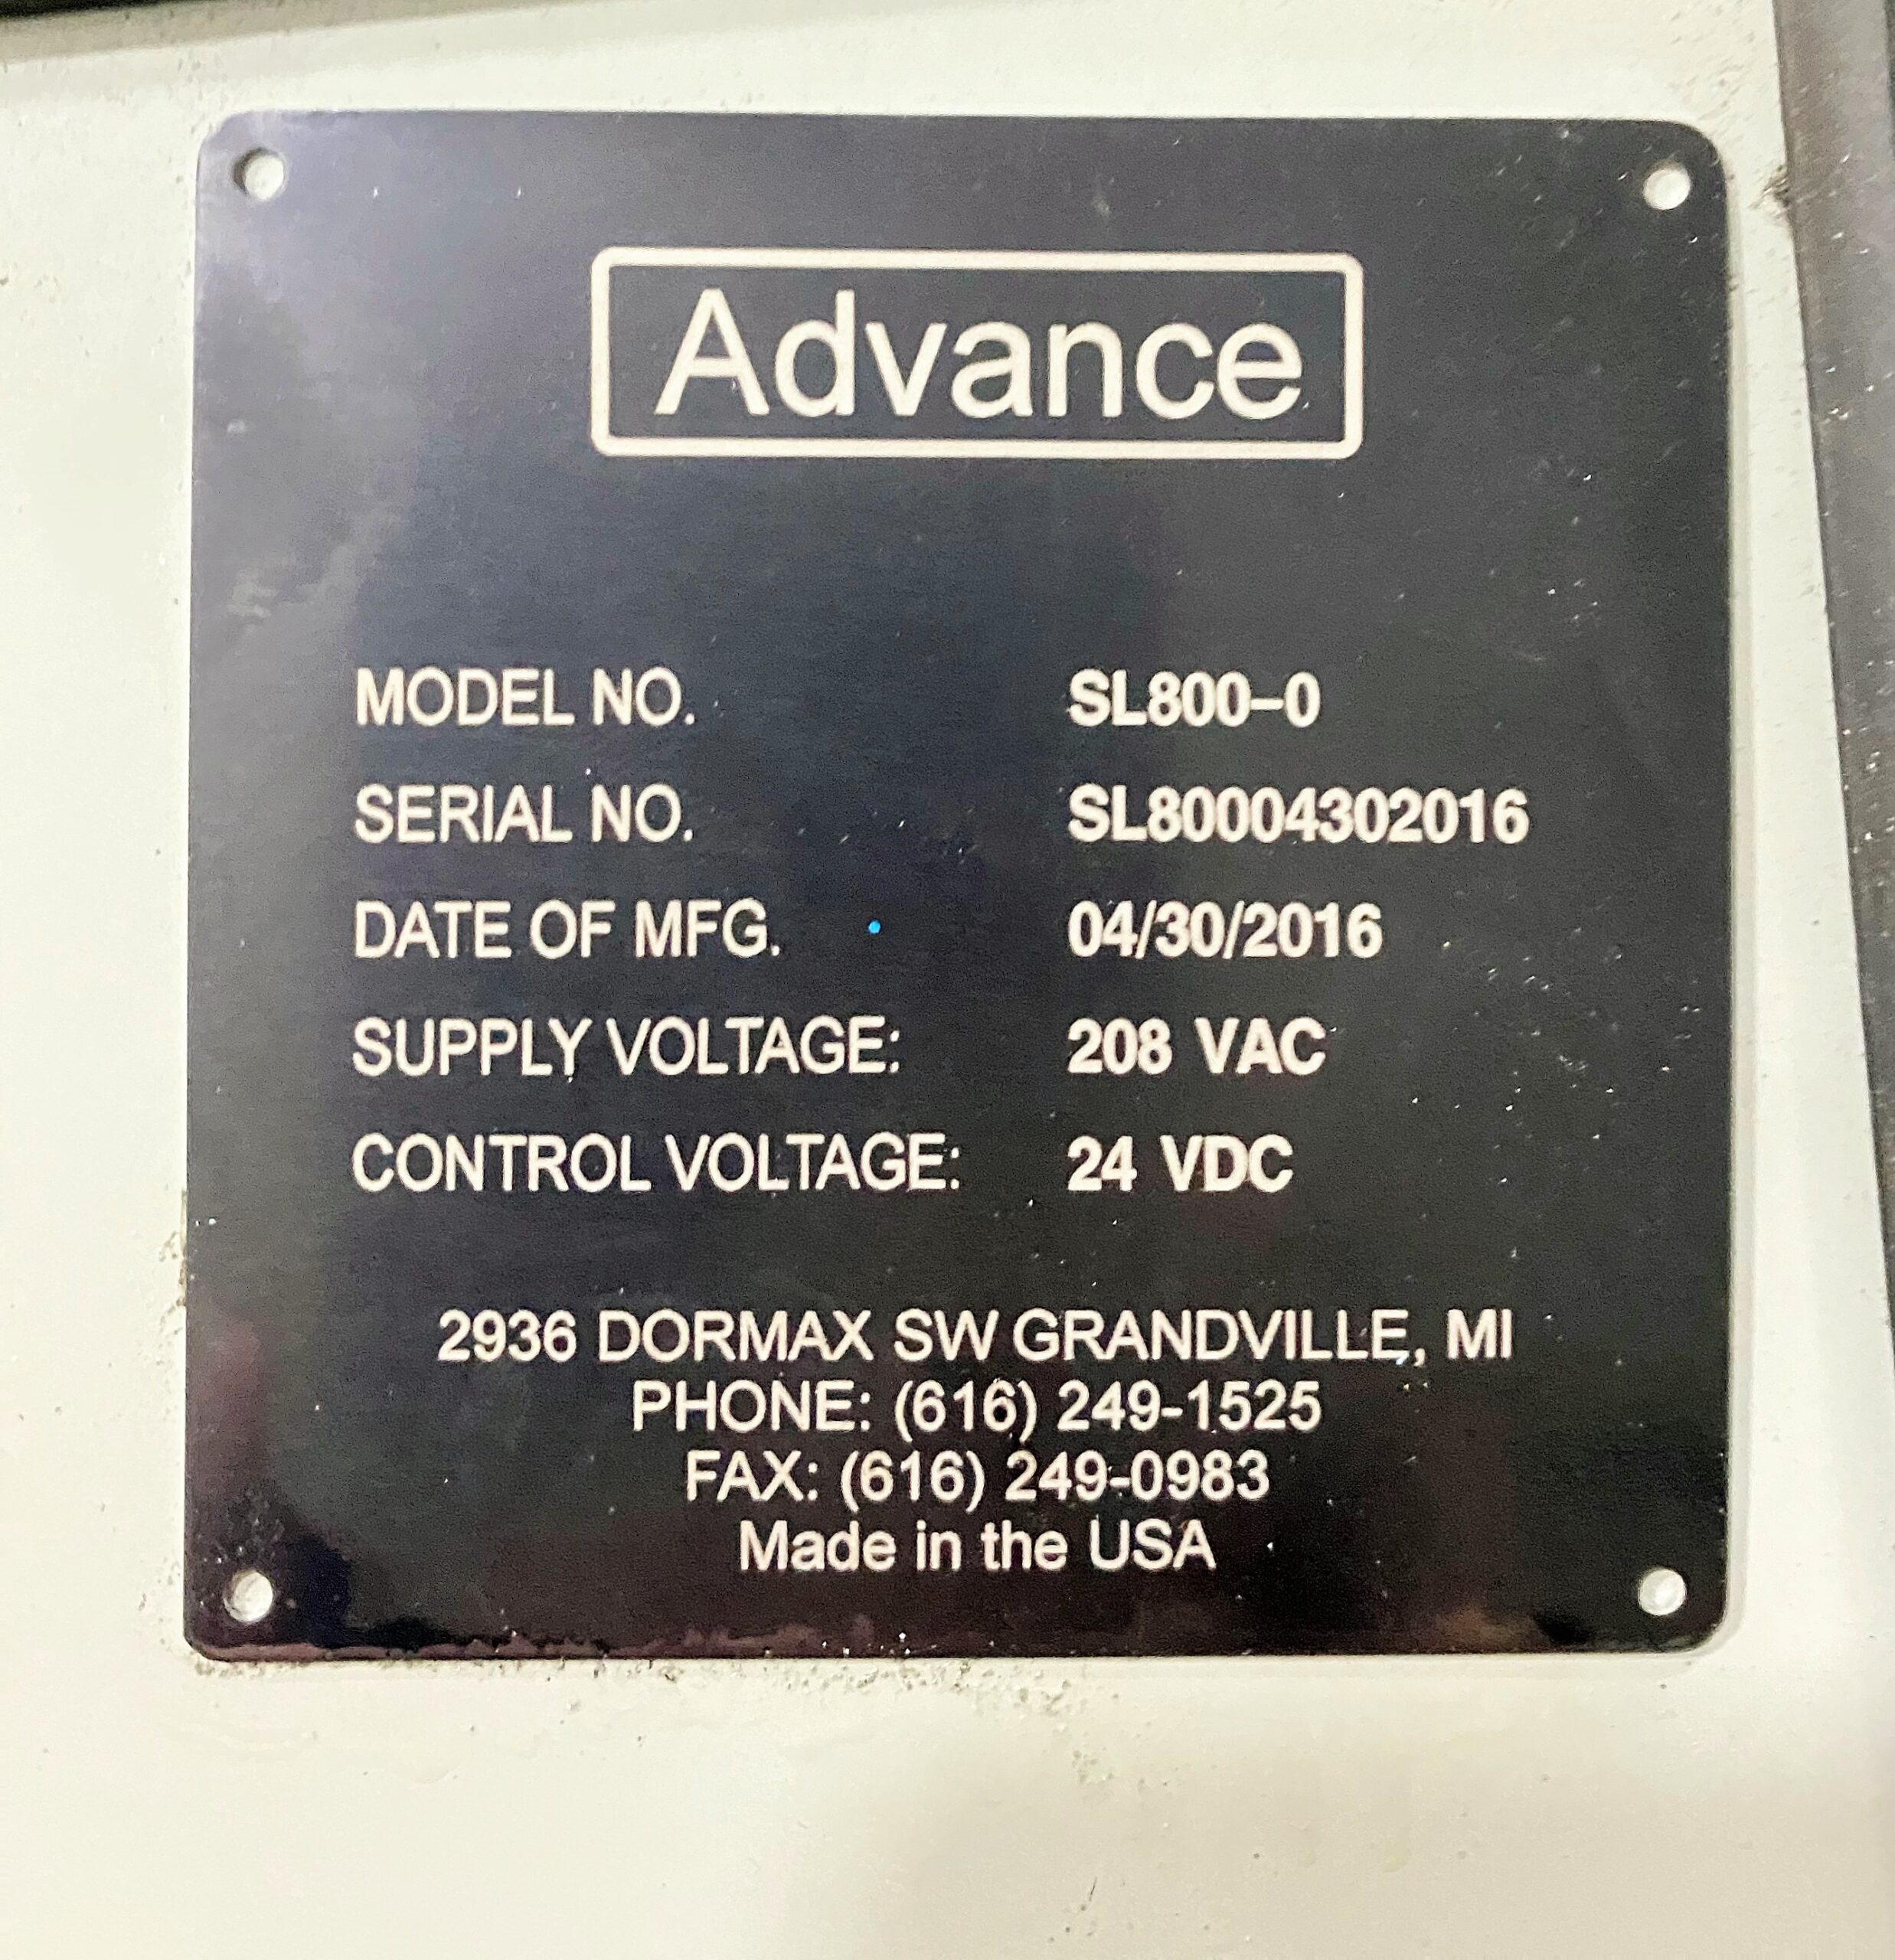 Advance
MODEL NO. SL800-0
SERIAL NO. SL80004302016
DATE OF MFG. 04/30/2016
SUPPLY VOLTAGE: 208 VAC
CONTROL VOLTAGE: 24 VDC
2936 DORMAX SW GRANDVILLE, MI
PHONE: (616) 249-1525
FAX: (616) 249-0983
Made in the USA